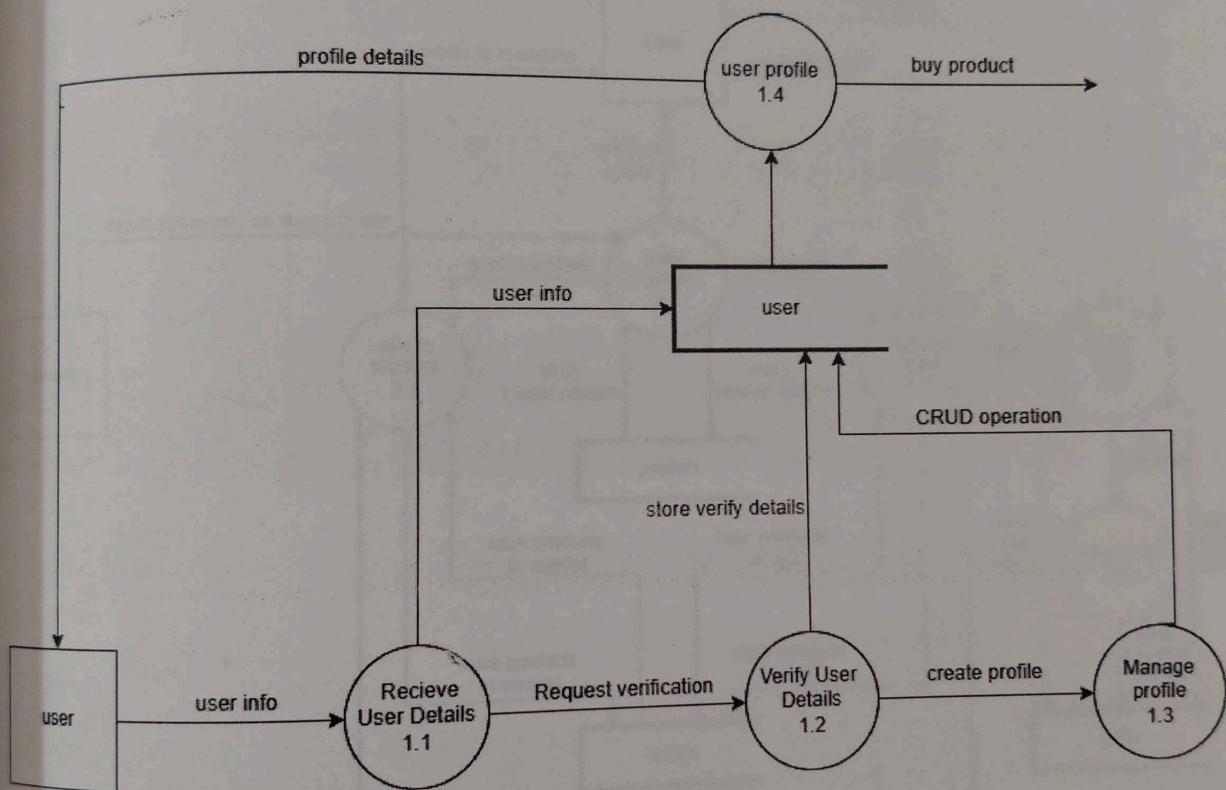 profile details
user profile
1.4
buy product
user info
user
CRUD operation
store verify details
user
user info
Recieve
User Details
1.1
Request verification
Verify User
Details
1.2
create profile
Manage
profile
1.3